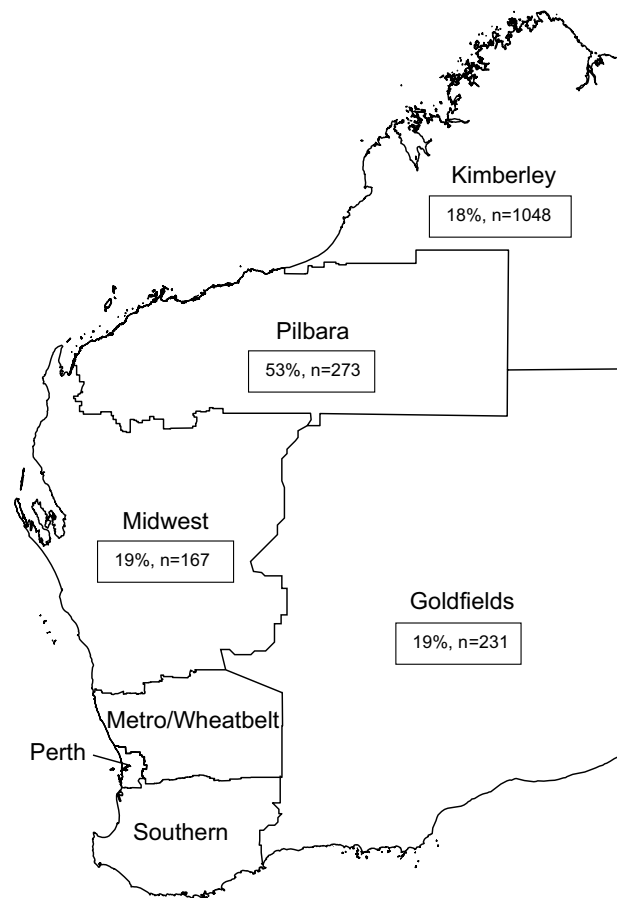 Kimberley
18%, n=1048
Pilbara
53%, n=273
Midwest
19%, n=167
Goldfields
19%, n=231
Metro/Wheatbelt
Perth
Southern